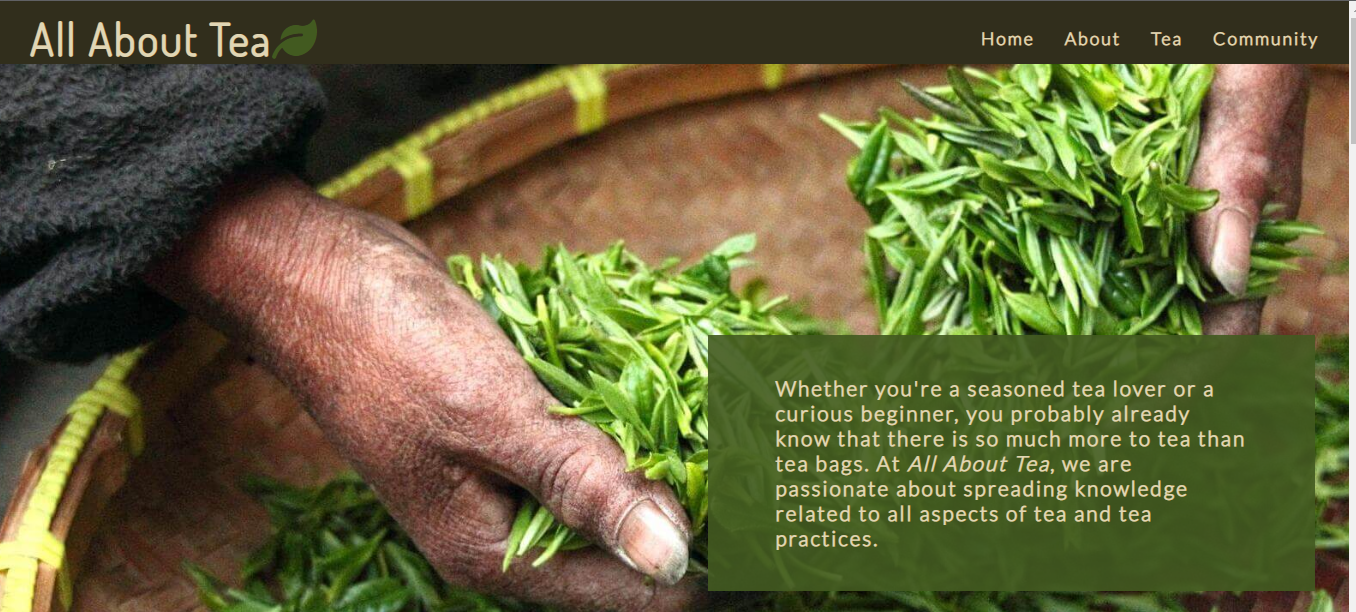 All About Tea
Home About Tea Community
Whether you're a seasoned tea lover or a
curious beginner, you probably already
know that there is so much more to tea than
tea bags. At All About Tea, we are
passionate about spreading knowledge
related to all aspects of tea and tea
practices.